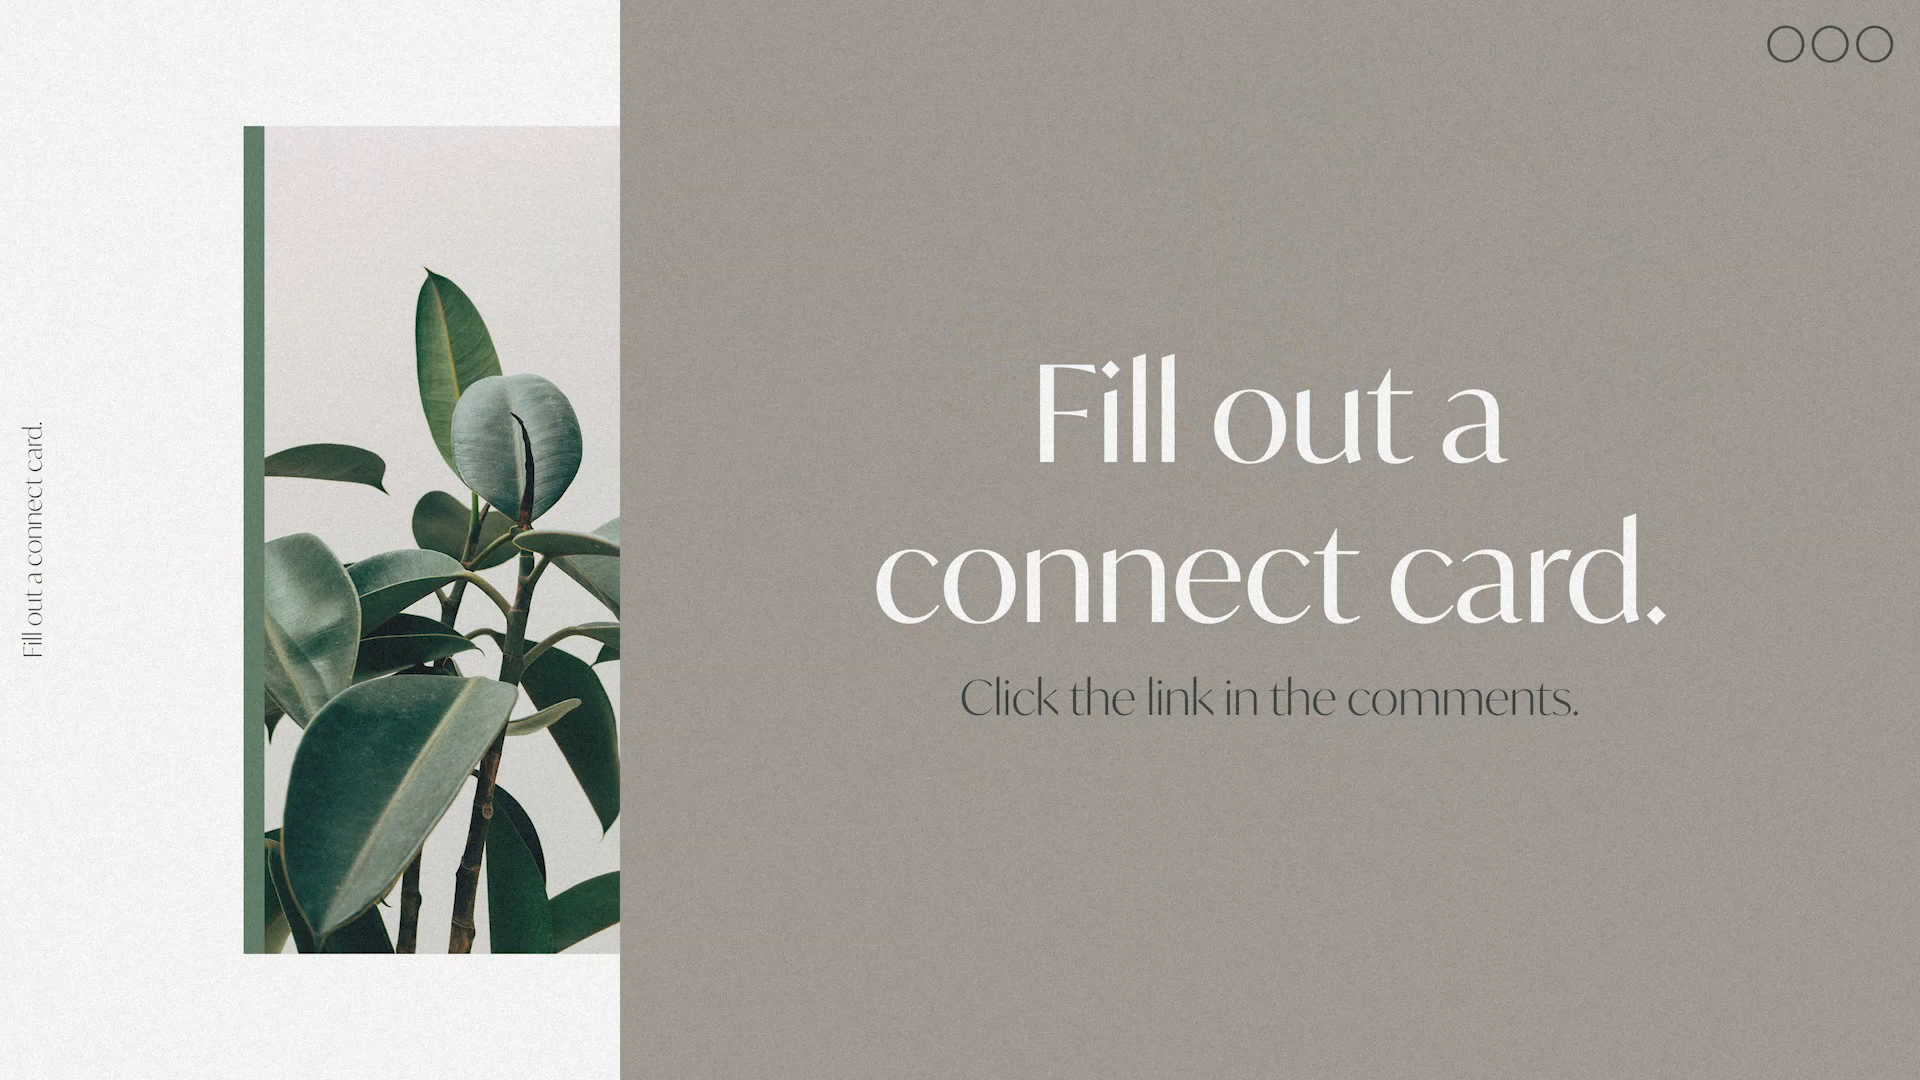 Fill out a connect card.
Fill out a
connect card.
Click the link in the comments.